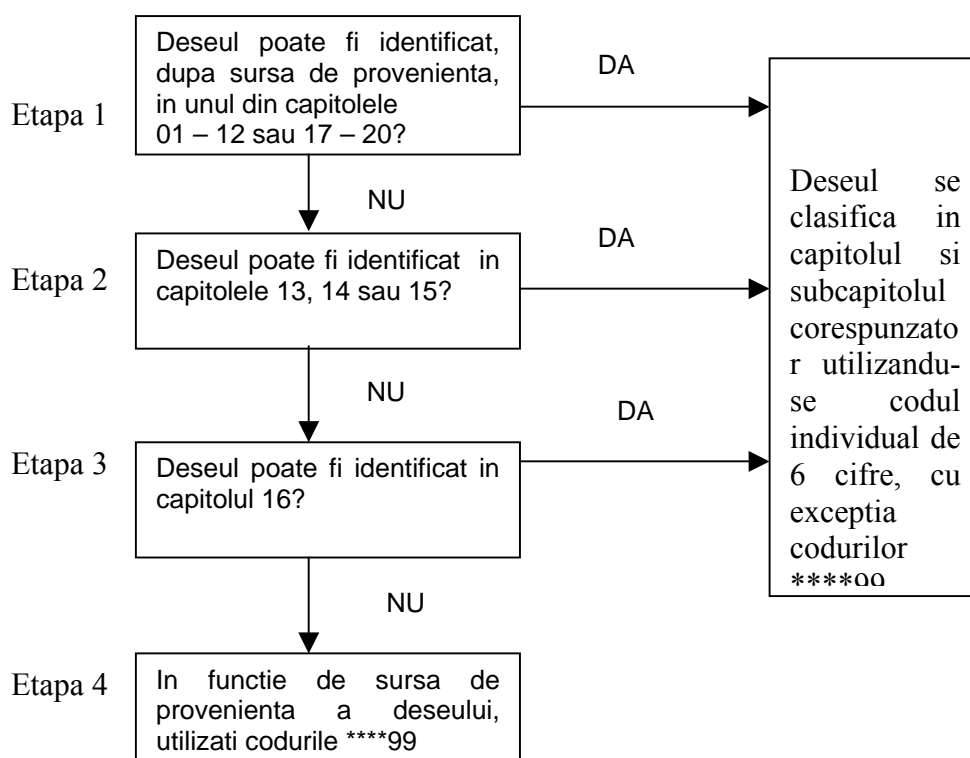 Etapa 1
Deseul poate fi identificat,
dupa sursa de provenienta,
in unul din capitolele
01 – 12 sau 17 – 20?
DA
NU
Etapa 2
Deseul poate fi identificat in
capitolele 13, 14 sau 15?
DA
NU
Etapa 3
Deseul poate fi identificat in
capitolul 16?
DA
NU
Etapa 4
In functie de sursa de
provenienta a deseului,
utilizati codurile ****99
Deseul se
clasifica in
capitolul si
subcapitolul
corespunzato
r utilizandu-
se codul
individual de
6 cifre, cu
exceptia
codurilor
****99